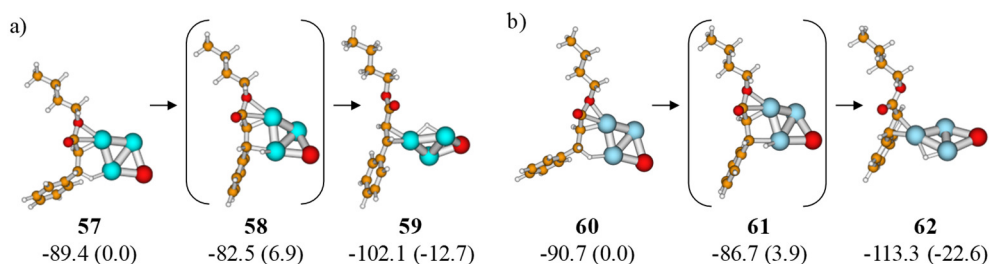 a)
b)
57 58 59 60 61 62
-89.4 (0.0) -82.5 (6.9) -102.1 (-12.7) -90.7 (0.0) -86.7 (3.9) -113.3 (-22.6)